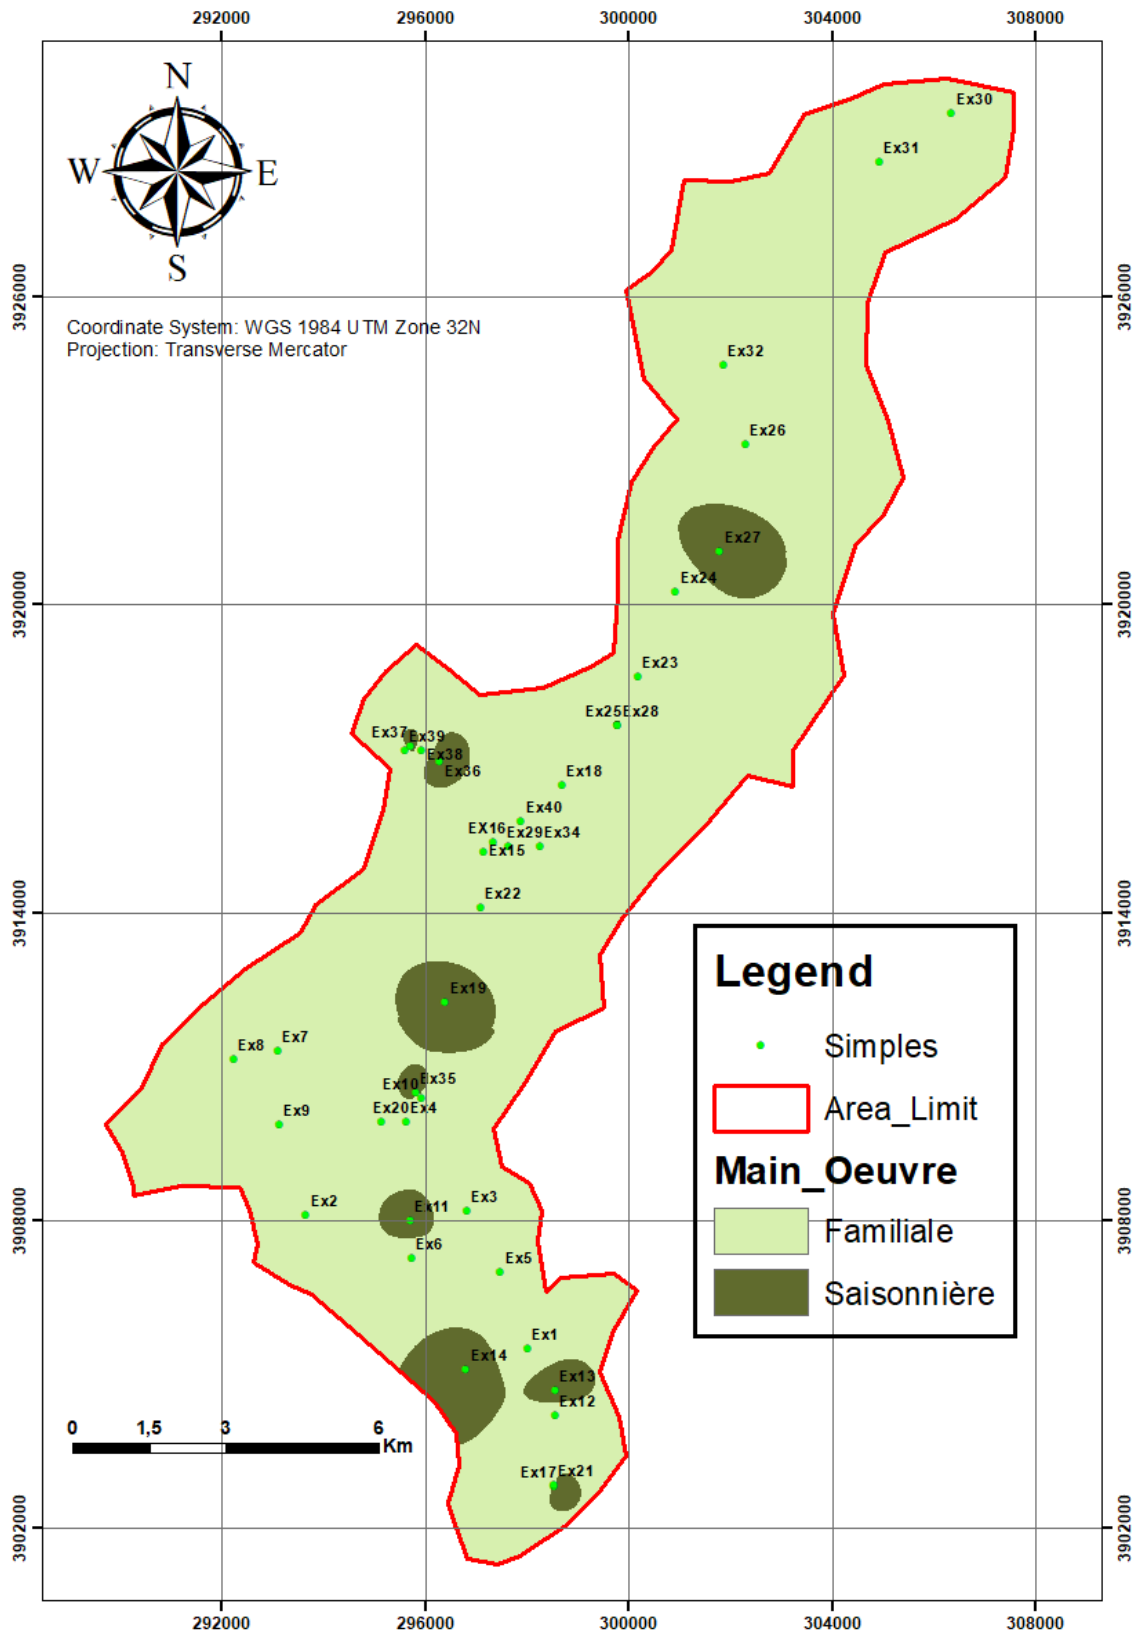 292000 296000 300000 304000 308000
N
W E
S
Coordinate System: WGS 1984 UTM Zone 32N
Projection: Transverse Mercator
3926000 3926000
3920000 3920000
3914000 3914000
3908000 3908000
3902000 3902000
Ex30
Ex31
Ex32
Ex26
Ex27
Ex24
Ex23
Ex25Ex28
Ex37 Ex39
Ex38
Ex36
Ex18
Ex40
EX16 Ex29Ex34
Ex15
Ex22
Ex19
Ex7
Ex8
Ex10 Ex35
Ex9 Ex20Ex4
Ex2 Ex11 Ex3
Ex6
Ex5
Ex1
Ex14
Ex13
Ex12
Ex17Ex21
Legend
Simples
Area_Limit
Main_Oeuvre
Familiale
Saisonnière
0 1,5 3 6
Km
292000 296000 300000 304000 308000